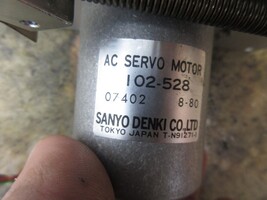 AC SERVO MOTOR
102-528
07402 8-80
SANYO DENKI CO.,LTD
TOKYO JAPAN